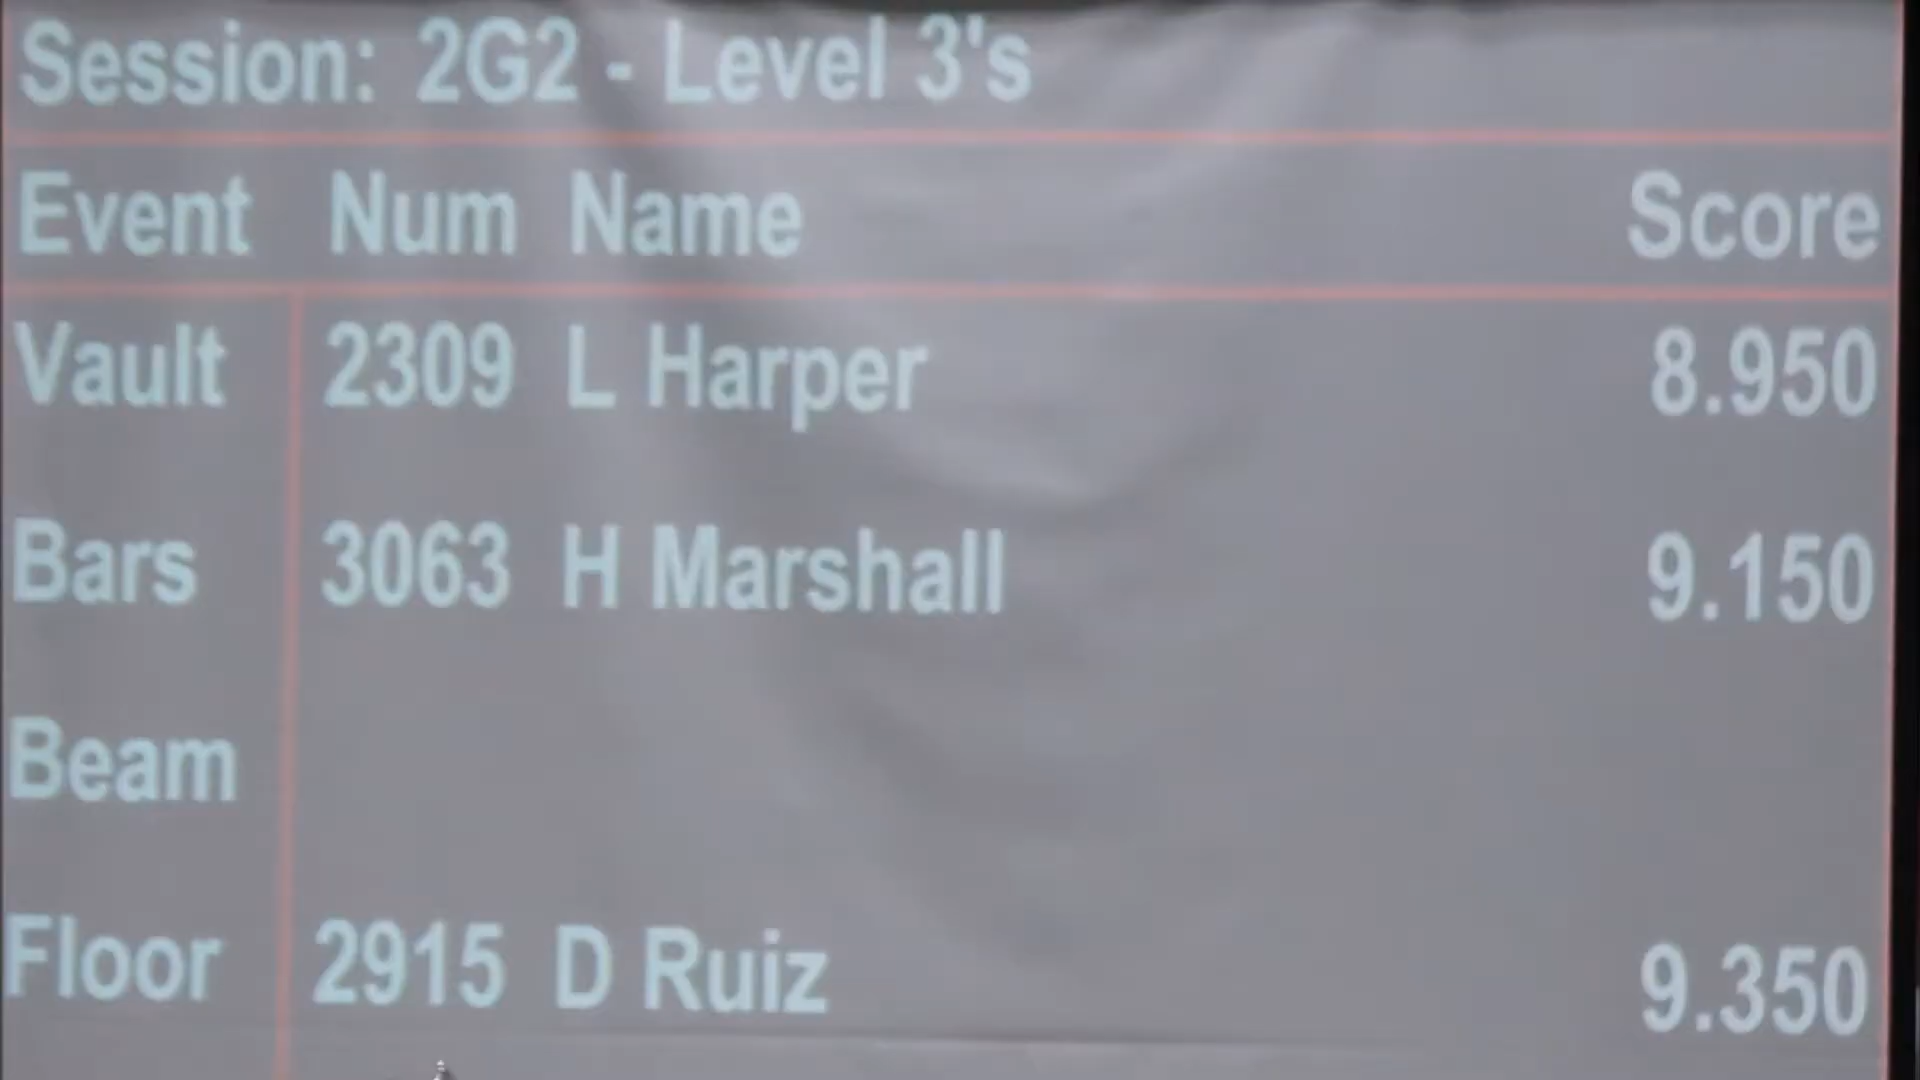 Session: 2G2 - Level 3's
Event Num Name Score
Vault 2309 L Harper 8.950
Bars 3063 H Marshall 9.150
Beam
Floor 2915 D Ruiz 9.350